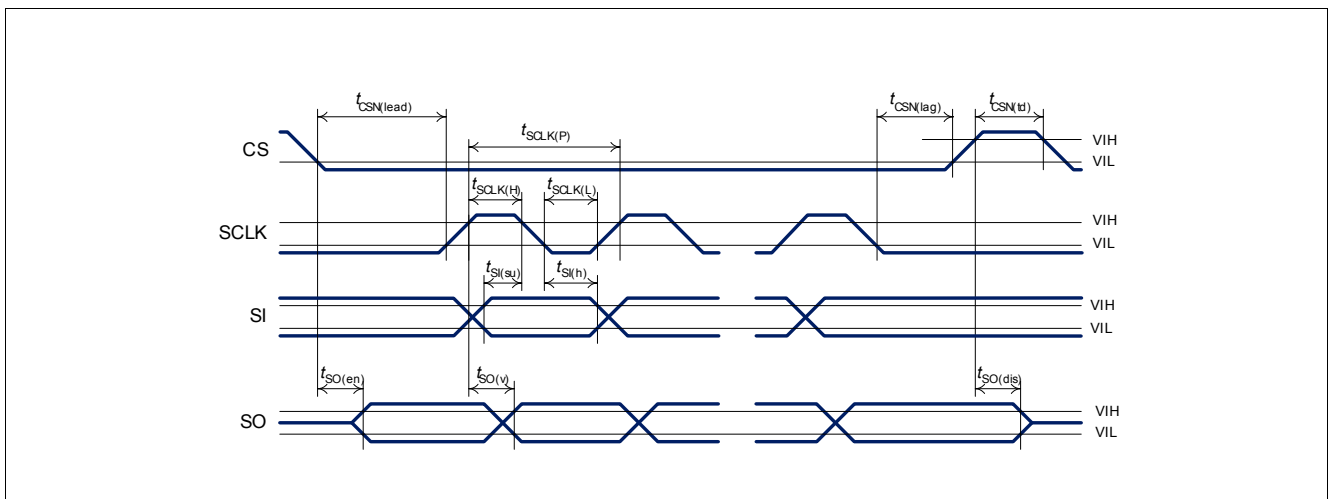 tCSN(lead)
tCSN(lag)
tCSN(td)
tSCLK(P)
CS
VIH
VIL
tSCLK(H)
tSCLK(L)
SCLK
VIH
VIL
tSI(su)
tSI(h)
SI
VIH
VIL
tSO(en)
tSO(v)
tSO(dis)
SO
VIH
VIL